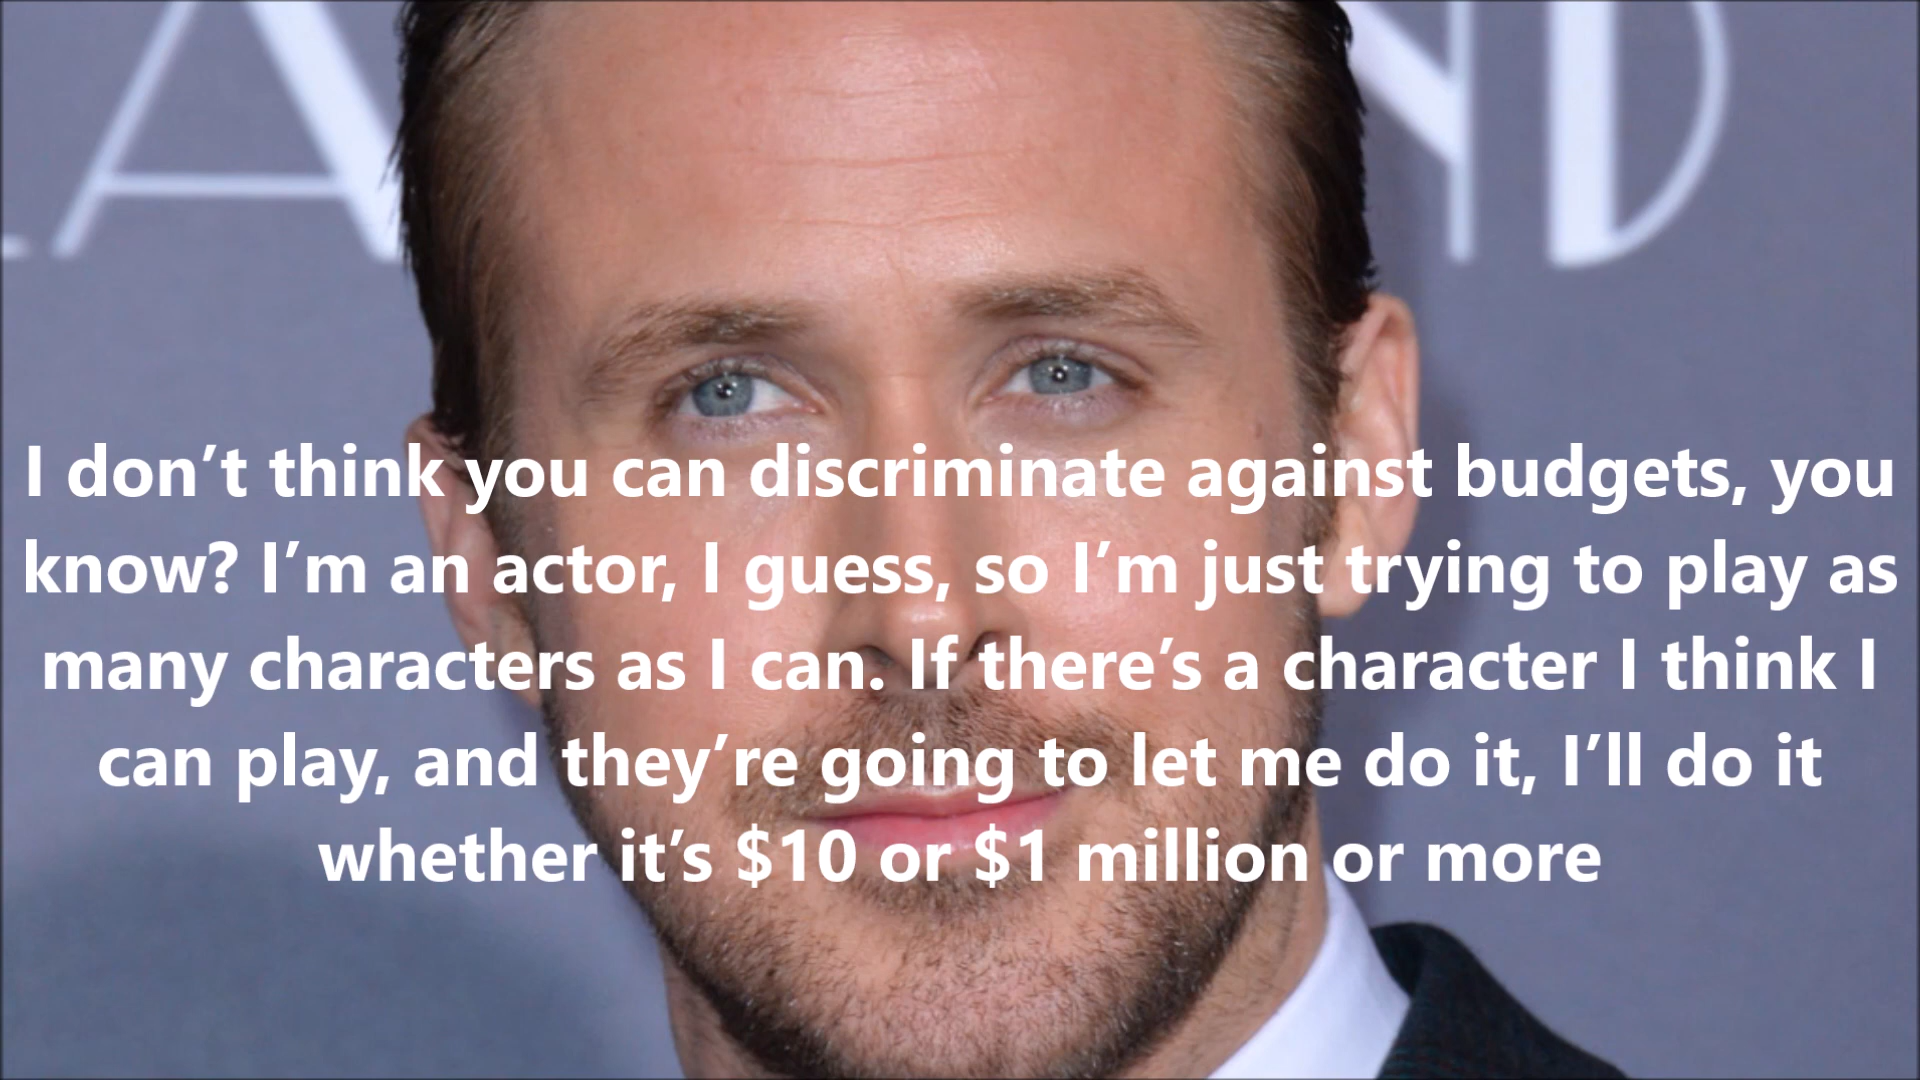 LAND
I don’t think you can discriminate against budgets, you
know? I’m an actor, I guess, so I’m just trying to play as
many characters as I can. If there’s a character I think I
can play, and they’re going to let me do it, I’ll do it
whether it’s $10 or $1 million or more